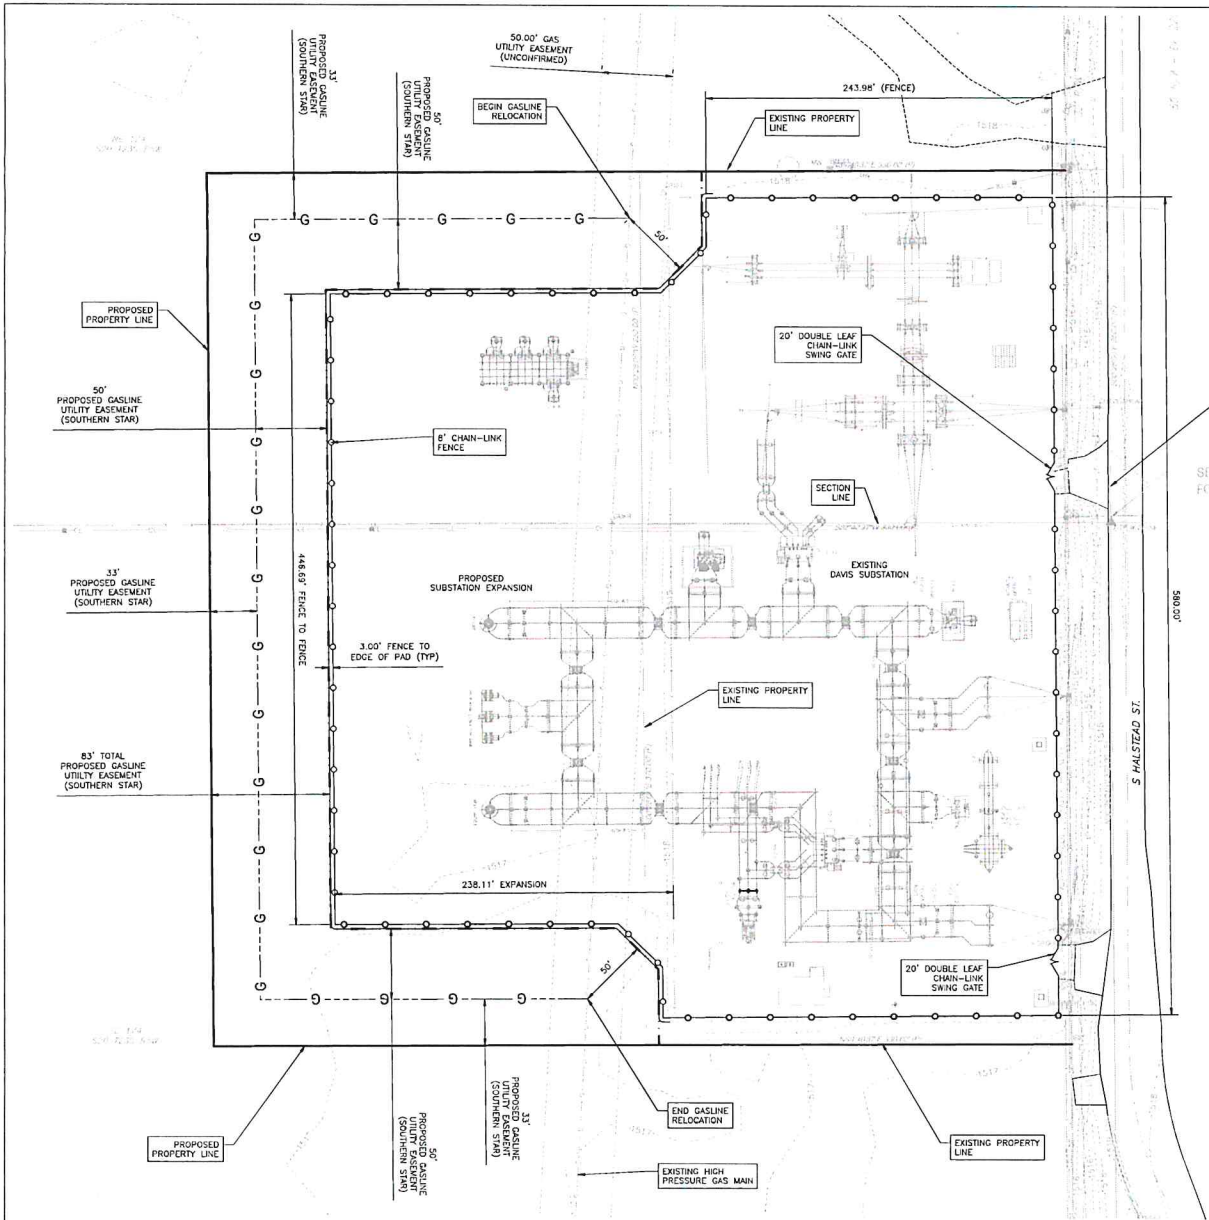 33'
PROPOSED GASLINE
UTILITY EASEMENT
(SOUTHERN STAR)
50'
PROPOSED GASLINE
UTILITY EASEMENT
(SOUTHERN STAR)
50.00' GAS
UTILITY EASEMENT
(UNCONFIRMED)
BEGIN GASLINE
RELOCATION
243.98' (FENCE)
EXISTING PROPERTY
LINE
1518
1518
G G G G G
50'
PROPOSED
PROPERTY LINE
20' DOUBLE LEAF
CHAIN-LINK
SWING GATE
50'
PROPOSED GASLINE
UTILITY EASEMENT
(SOUTHERN STAR)
8' CHAIN-LINK
FENCE
SECTION
LINE
446.69' FENCE TO FENCE
33'
PROPOSED GASLINE
UTILITY EASEMENT
(SOUTHERN STAR)
PROPOSED
SUBSTATION EXPANSION
EXISTING
DAVIS SUBSTATION
580.00'
3.00' FENCE TO
EDGE OF PAD (TYP)
EXISTING PROPERTY
LINE
S HALSTEAD ST.
83' TOTAL
PROPOSED GASLINE
UTIILTY EASEMENT
(SOUTHERN STAR)
G G G G G G G G G G G G
1517
238.11' EXPANSION
50'
20' DOUBLE LEAF
CHAIN-LINK
SWING GATE
G G G G
1517
1517
PROPOSED
PROPERTY LINE
50'
PROPOSED GASLINE
UTILITY EASEMENT
(SOUTHERN STAR)
33'
PROPOSED GASLINE
UTILITY EASEMENT
(SOUTHERN STAR)
END GASLINE
RELOCATION
EXISTING HIGH
PRESSURE GAS MAIN
EXISTING PROPERTY
LINE